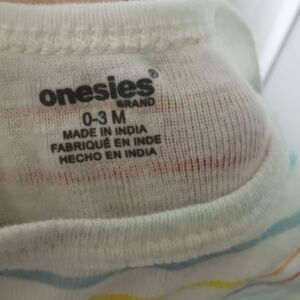 onesies®
BRAND
0-3 M
MADE IN INDIA
FABRIQUÉ EN INDE
HECHO EN INDIA